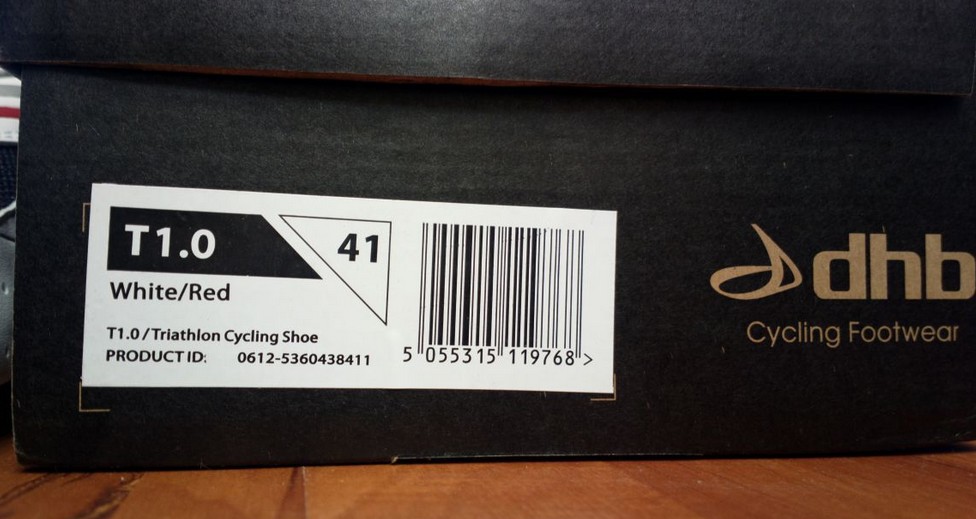 T1.0
41
White/Red
T1.0/Triathlon Cycling Shoe
PRODUCT ID: 0612-5360438411
5 055315 119768 >
dhb
Cycling Footwear